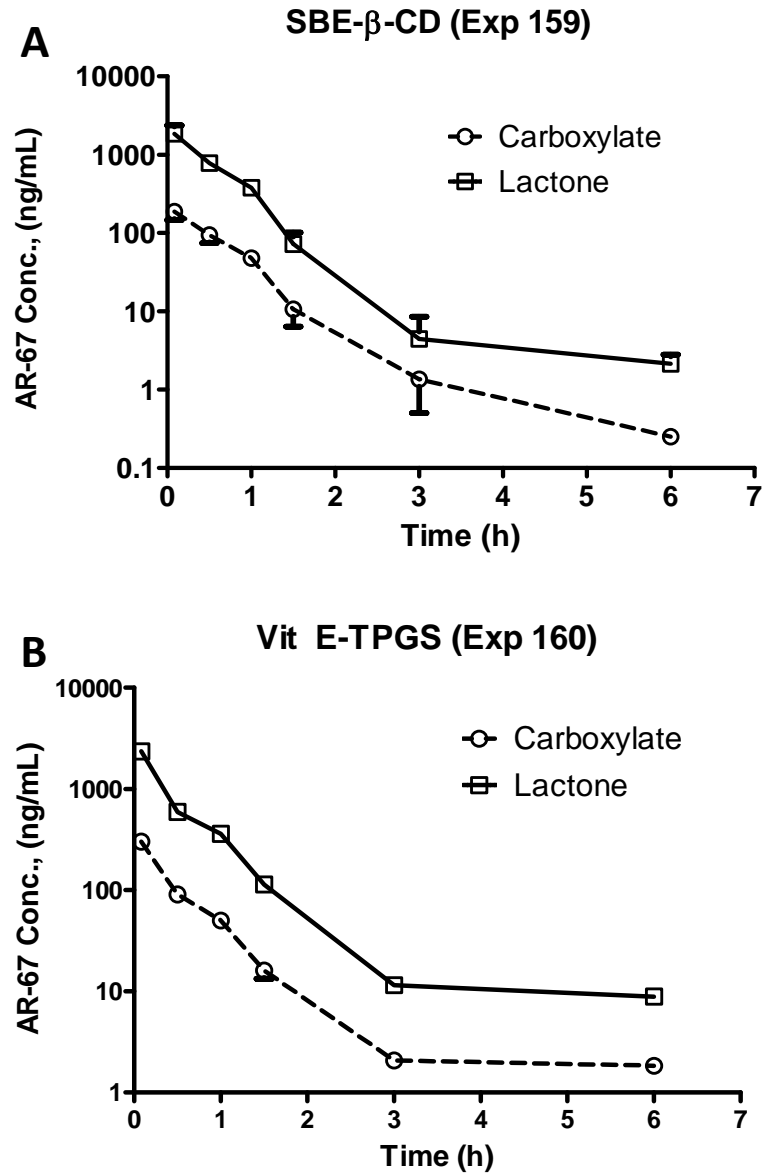 A
SBE-β-CD (Exp 159)
10000
1000
100
10
1
0.1
AR-67 Conc., (ng/mL)
Carboxylate
Lactone
0 1 2 3 4 5 6 7
Time (h)
B
Vit E-TPGS (Exp 160)
10000
1000
100
10
1
AR-67 Conc., (ng/mL)
Carboxylate
Lactone
0 1 2 3 4 5 6 7
Time (h)